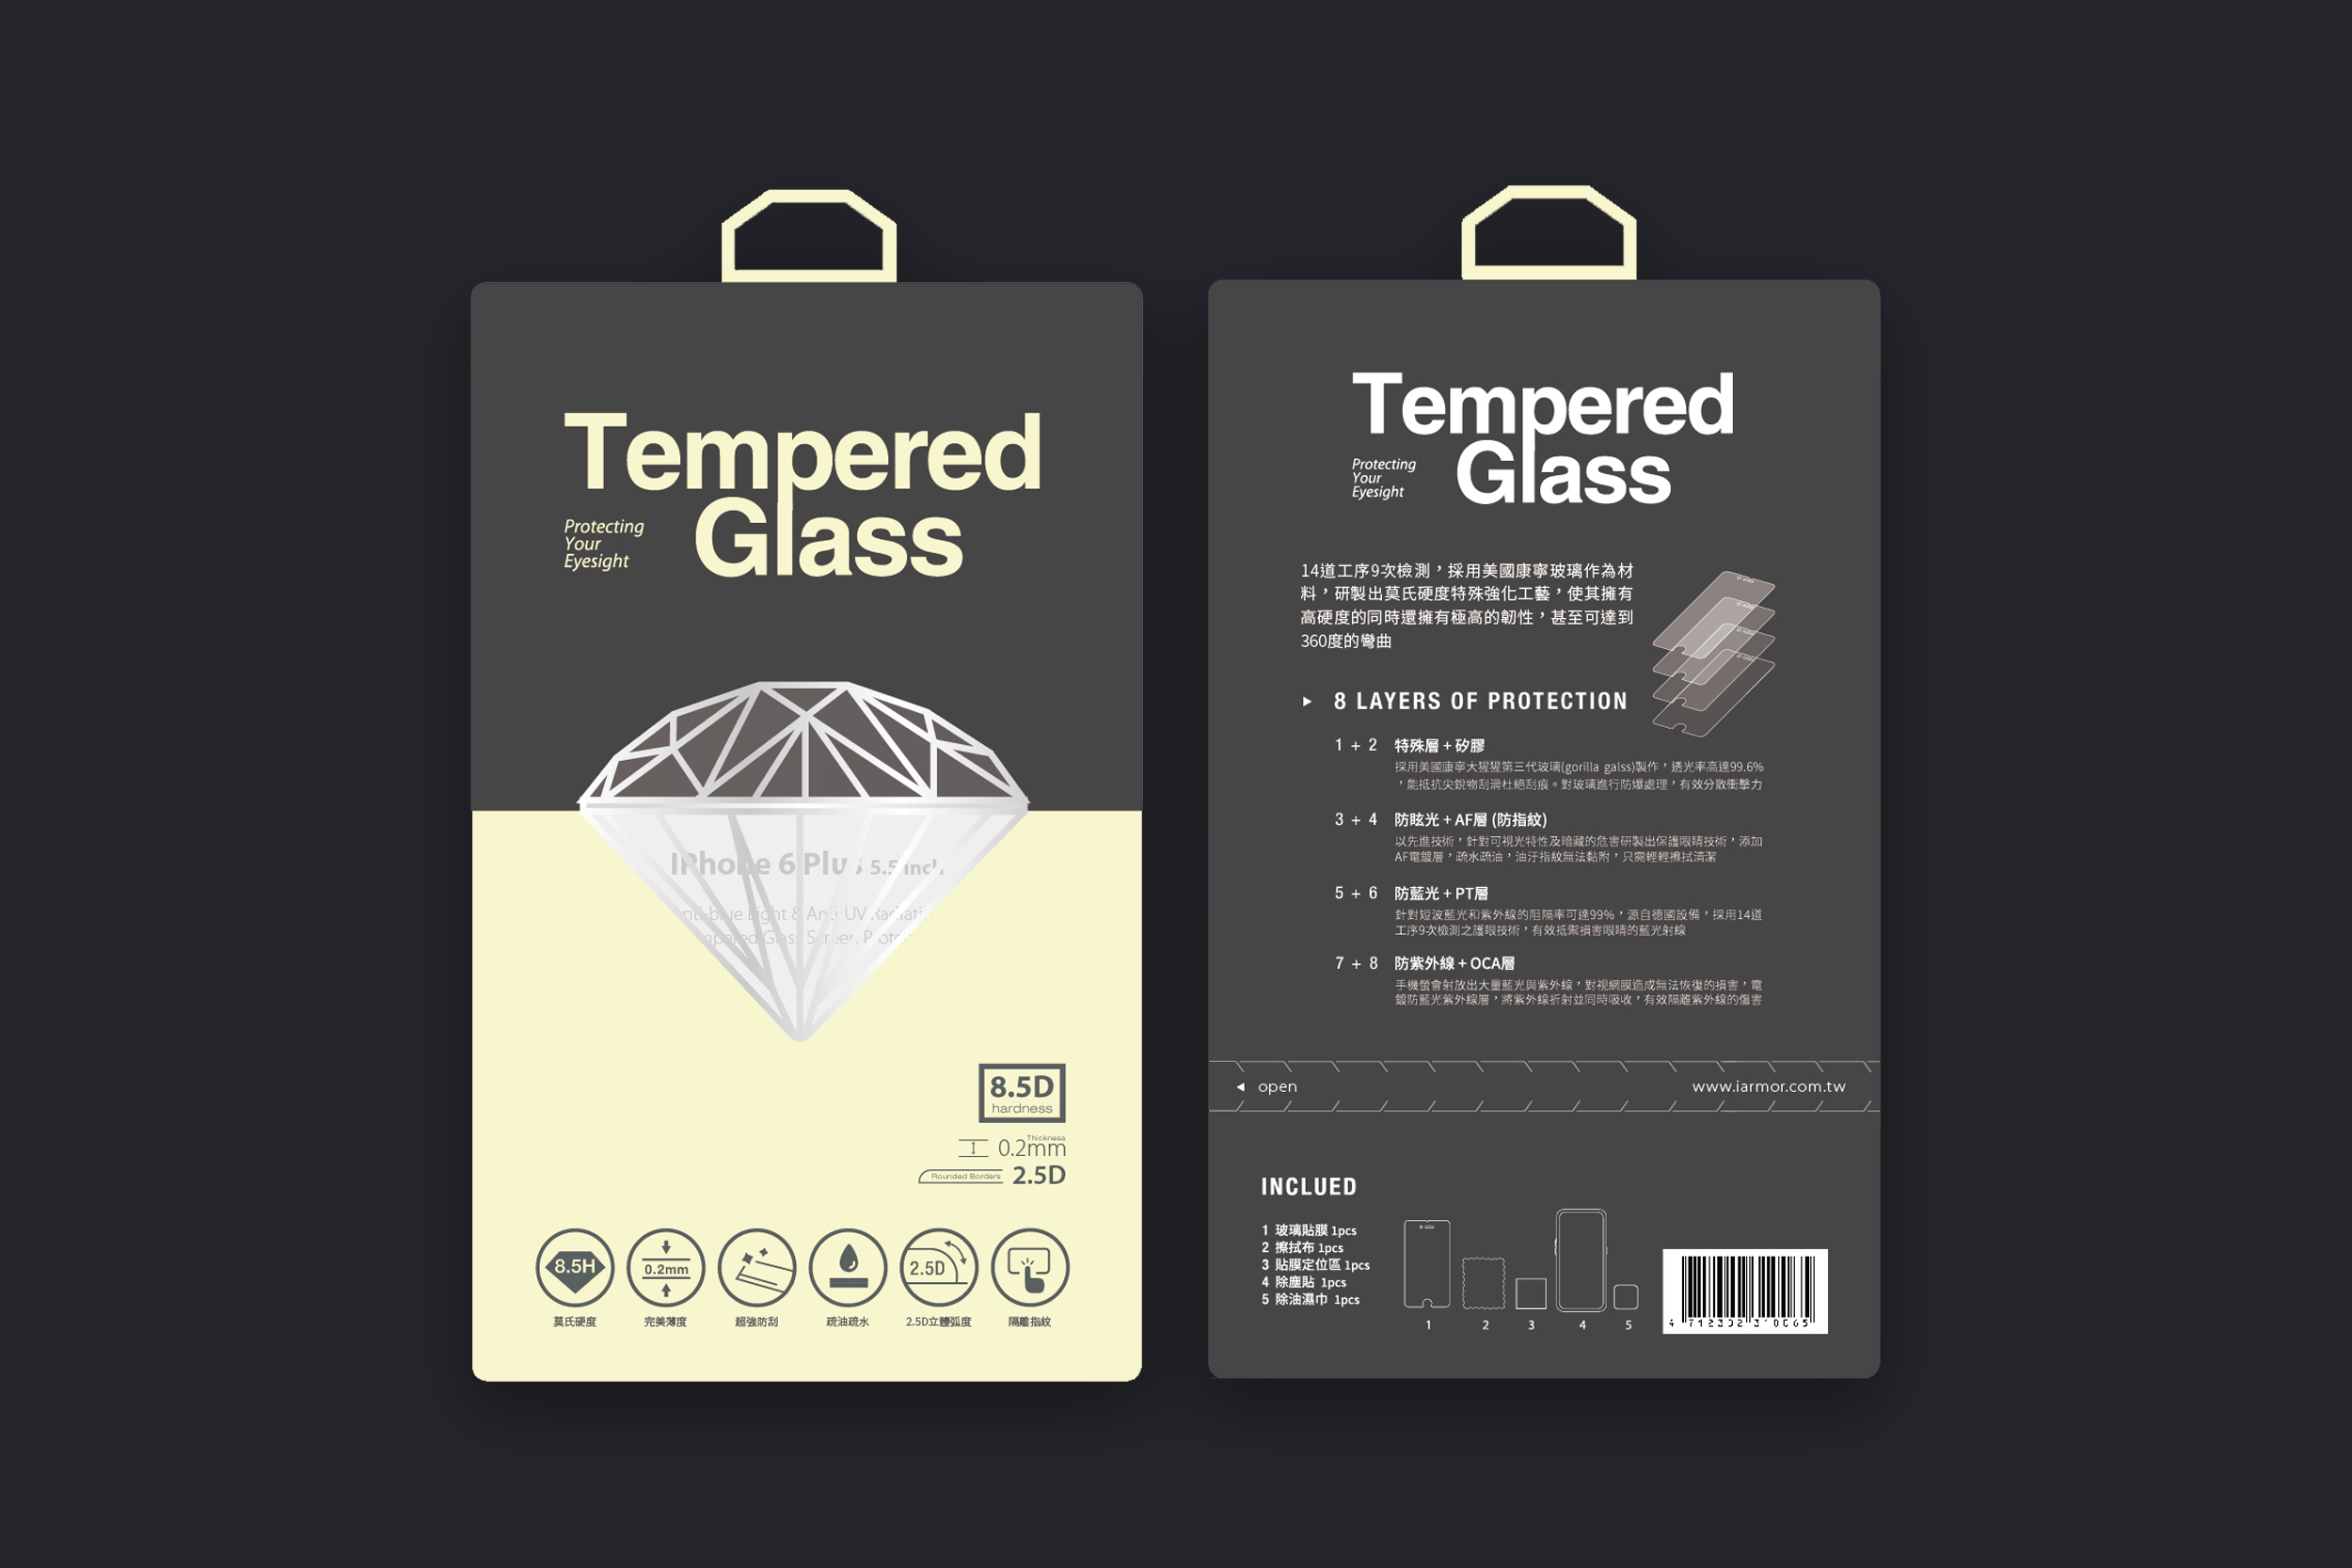 Tempered
Glass
Protecting
Your
Eyesight
IPhone 6 Plus 5.5 inch
8.5D
hardness
Thickness
0.2mm
Rounded Borders 2.5D
8.5H
0.2mm
2.5D
莫氏硬度
完美薄度
超強防刮
疏油疏水
2.5D立體弧度
隔離指紋
Tempered
Glass
Protecting
Your
Eyesight
14道工序9次檢測，採用美國康寧玻璃作為材
料，研製出莫氏硬度特殊強化工藝，使其擁有
高硬度的同時還擁有極高的韌性，甚至可達到
360度的彎曲
8 LAYERS OF PROTECTION
1 + 2 特殊層 + 矽膠
採用美國康寧大猩猩第三代玻璃(gorilla galss)製作，透光率高達99.6%
，能抵抗尖銳物刮滑杜絕刮痕。對玻璃進行防爆處理，有效分散衝擊力
3 + 4 防眩光 + AF層 (防指紋)
以先進技術，針對可視光特性及暗藏的危害研製出保護眼睛技術，添加
AF電鍍層，疏水疏油，油汙指紋無法黏附，只需輕輕擦拭清潔
5 + 6 防藍光 + PT層
針對短波藍光和紫外線的阻隔率可達99%，源自德國設備，採用14道
工序9次檢測之護眼技術，有效抵禦損害眼睛的藍光射線
7 + 8 防紫外線 + OCA層
手機螢會射放出大量藍光與紫外線，對視網膜造成無法恢復的損害，電
鍍防藍光紫外線層，將紫外線折射並同時吸收，有效隔離紫外線的傷害
open
www.iarmor.com.tw
INCLUED
1 玻璃貼膜 1pcs
2 擦拭布 1pcs
3 貼膜定位區 1pcs
4 除塵貼 1pcs
5 除油濕巾 1pcs
1 2 3 4 5